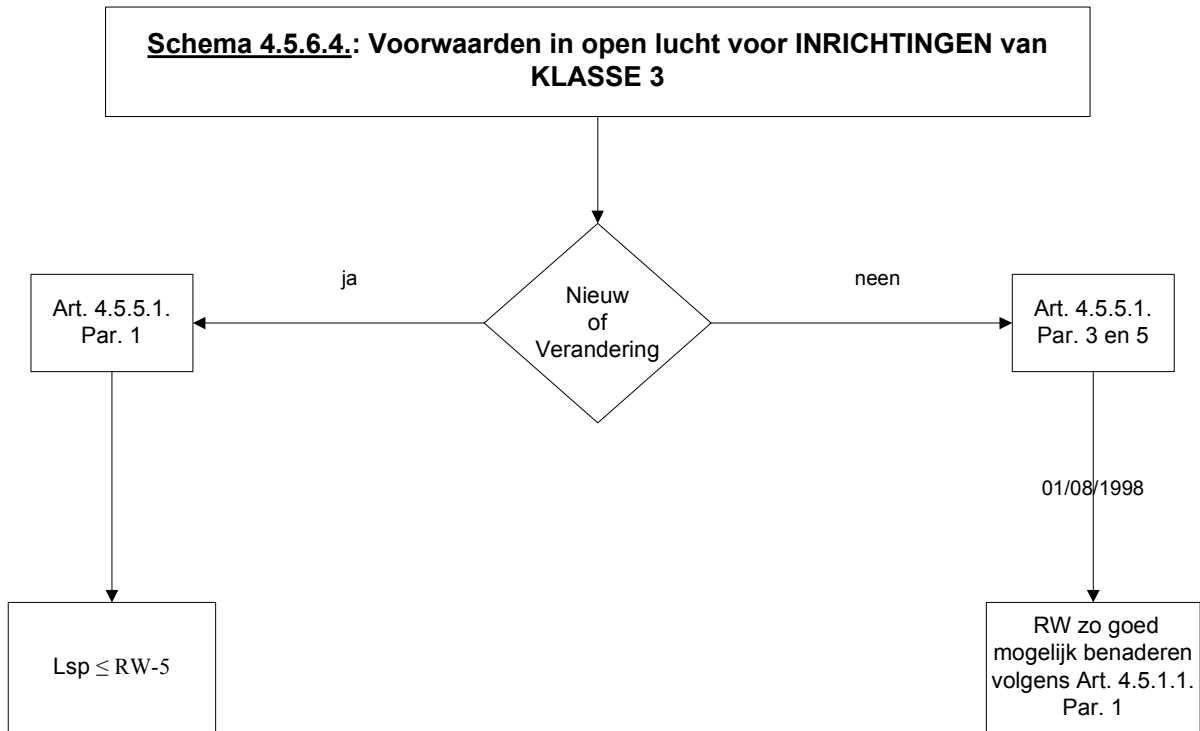 Schema 4.5.6.4.: Voorwaarden in open lucht voor INRICHTINGEN van
KLASSE 3
ja
neen
Nieuw
of
Verandering
Art. 4.5.5.1.
Par. 1
Art. 4.5.5.1.
Par. 3 en 5
01/08/1998
Lsp ≤ RW-5
RW zo goed
mogelijk benaderen
volgens Art. 4.5.1.1.
Par. 1